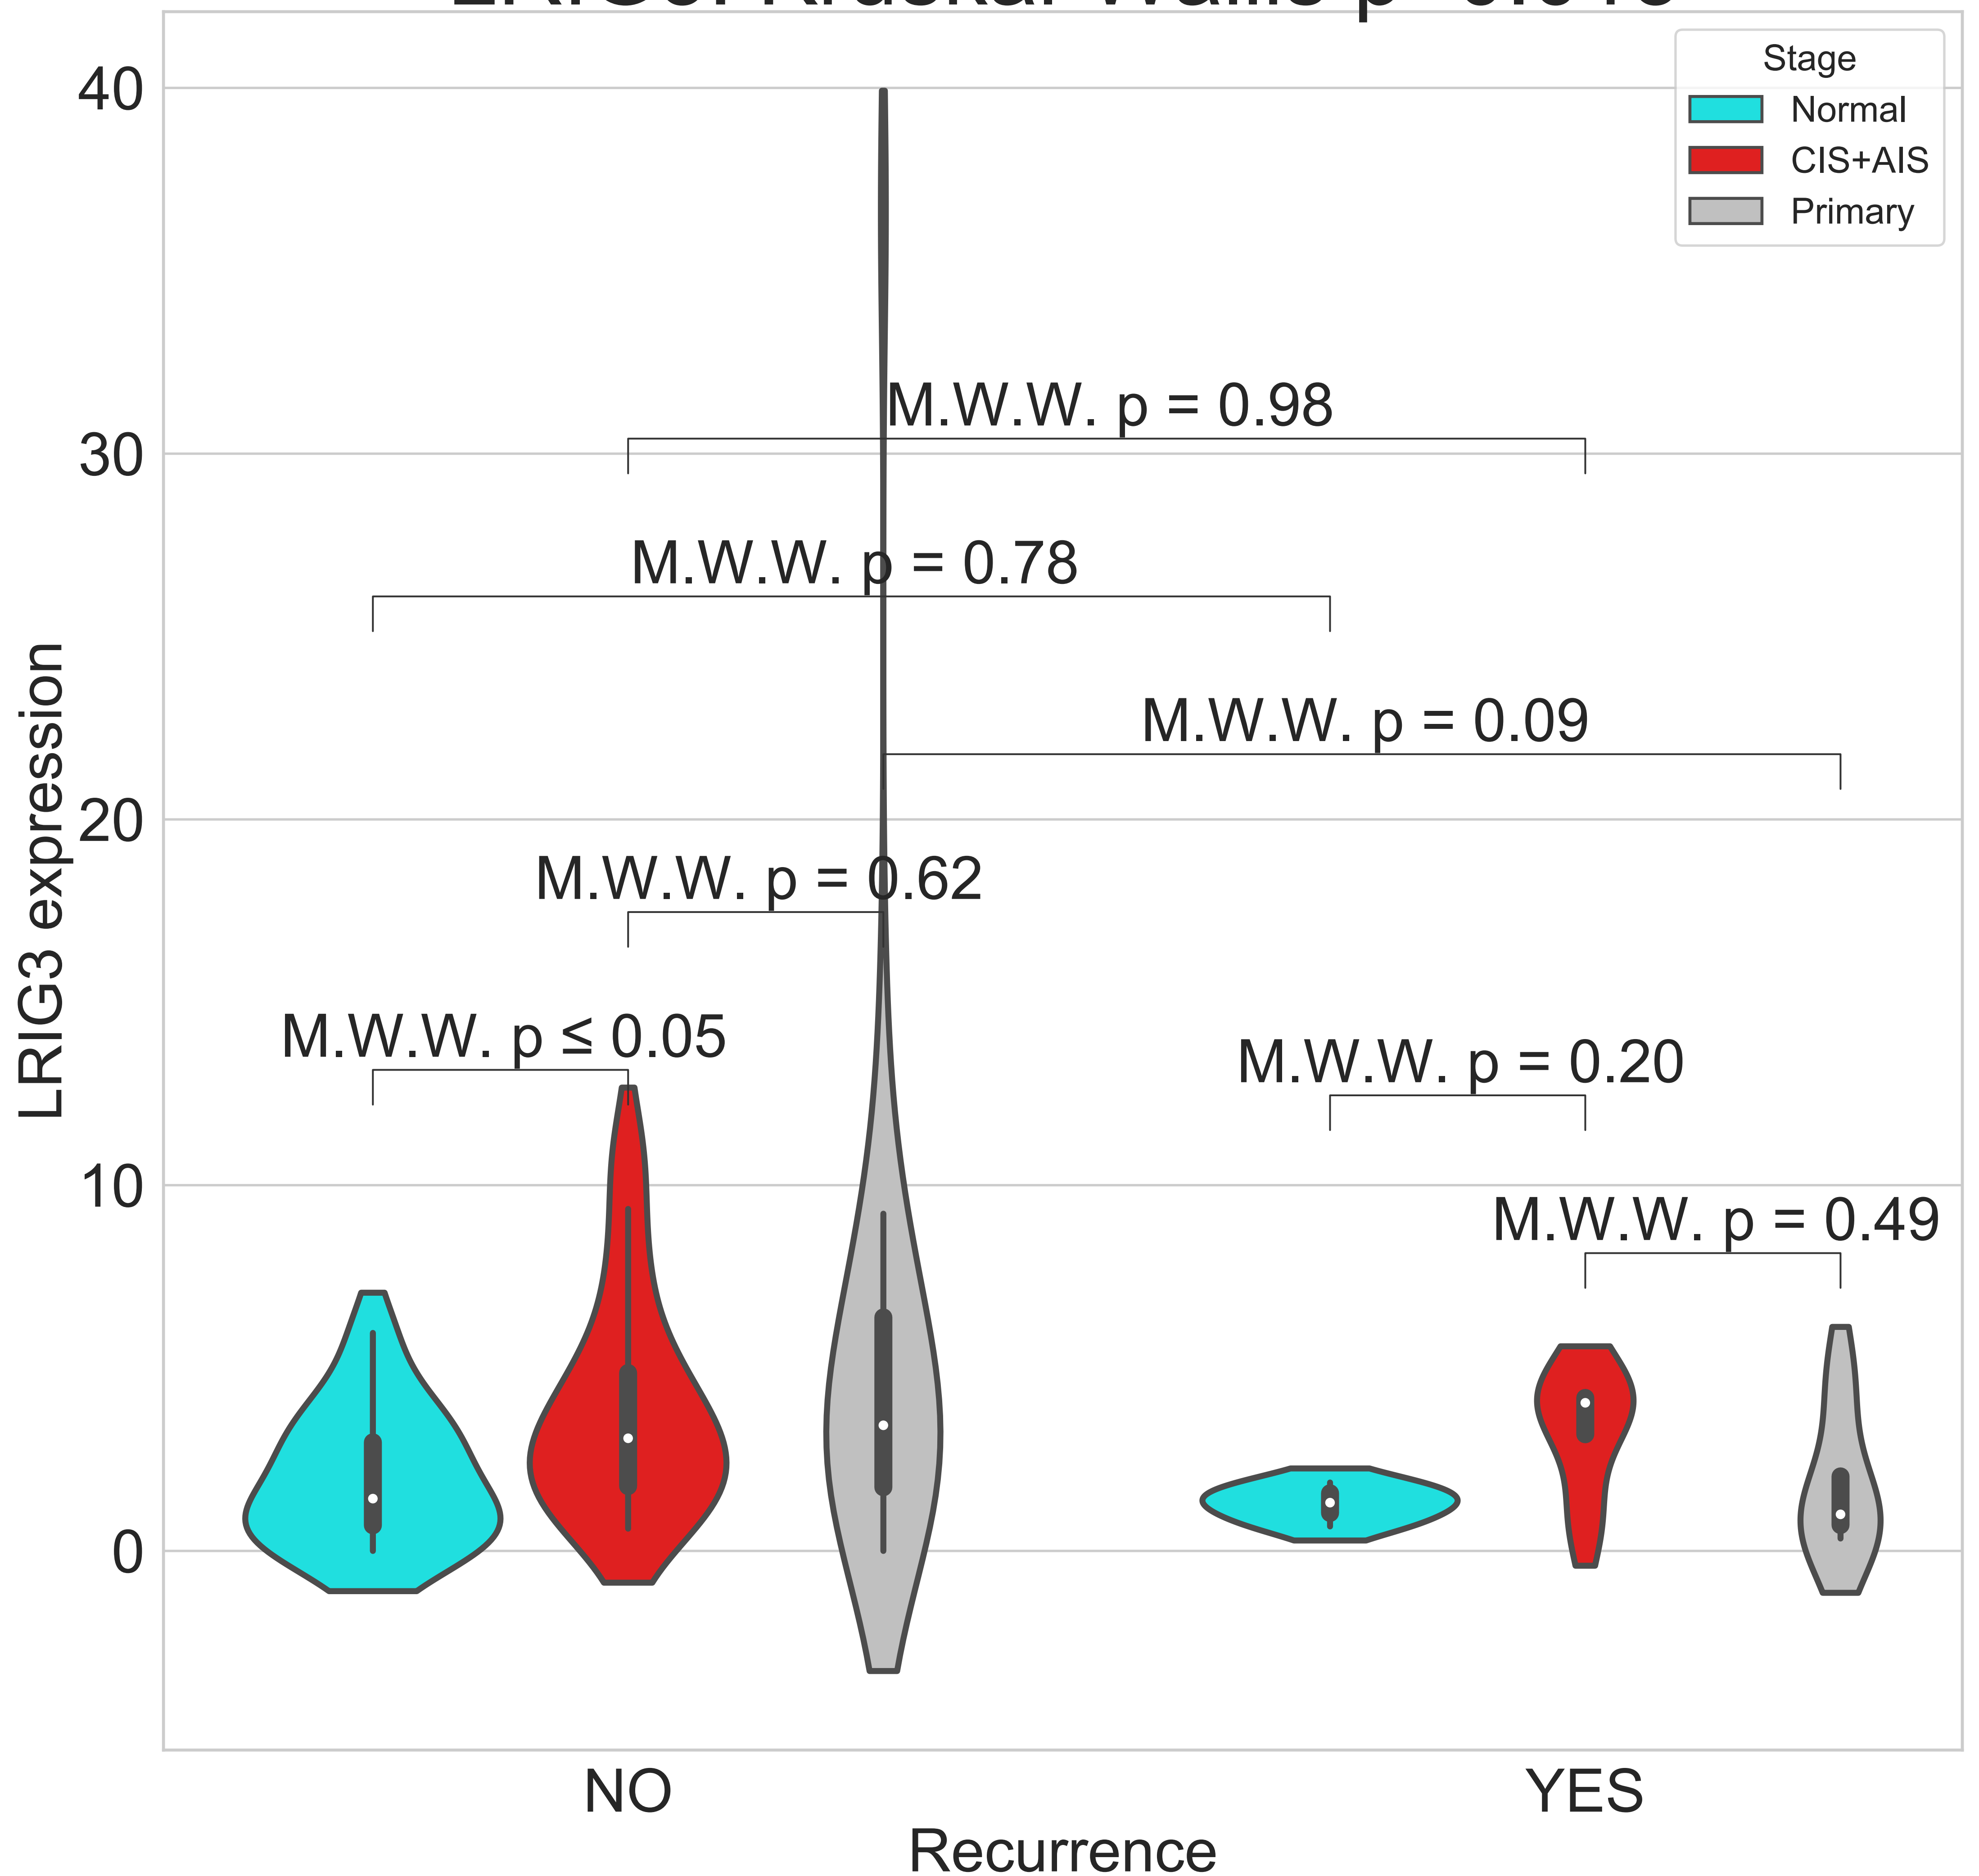 Stage
Normal
CIS+AIS
Primary
40
30
20
10
0
LRIG3 expression
M.W.W. p = 0.98
M.W.W. p = 0.78
M.W.W. p = 0.09
M.W.W. p = 0.62
M.W.W. p ≤ 0.05
M.W.W. p = 0.20
M.W.W. p = 0.49
NO
YES
Recurrence